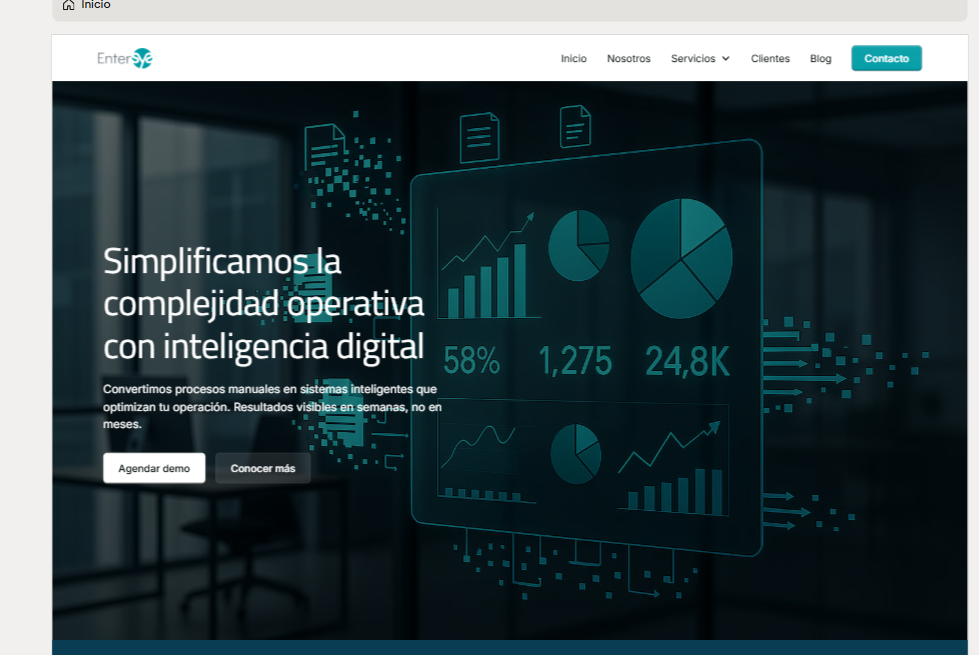 Inicio
Entersye
Inicio Nosotros Servicios Clientes Blog Contacto
Simplificamos la
complejidad operativa
con inteligencia digital
58% 1,275 24,8K
Convertimos procesos manuales en sistemas inteligentes que
optimizan tu operación. Resultados visibles en semanas, no en
meses.
Agendar demo Conocer más